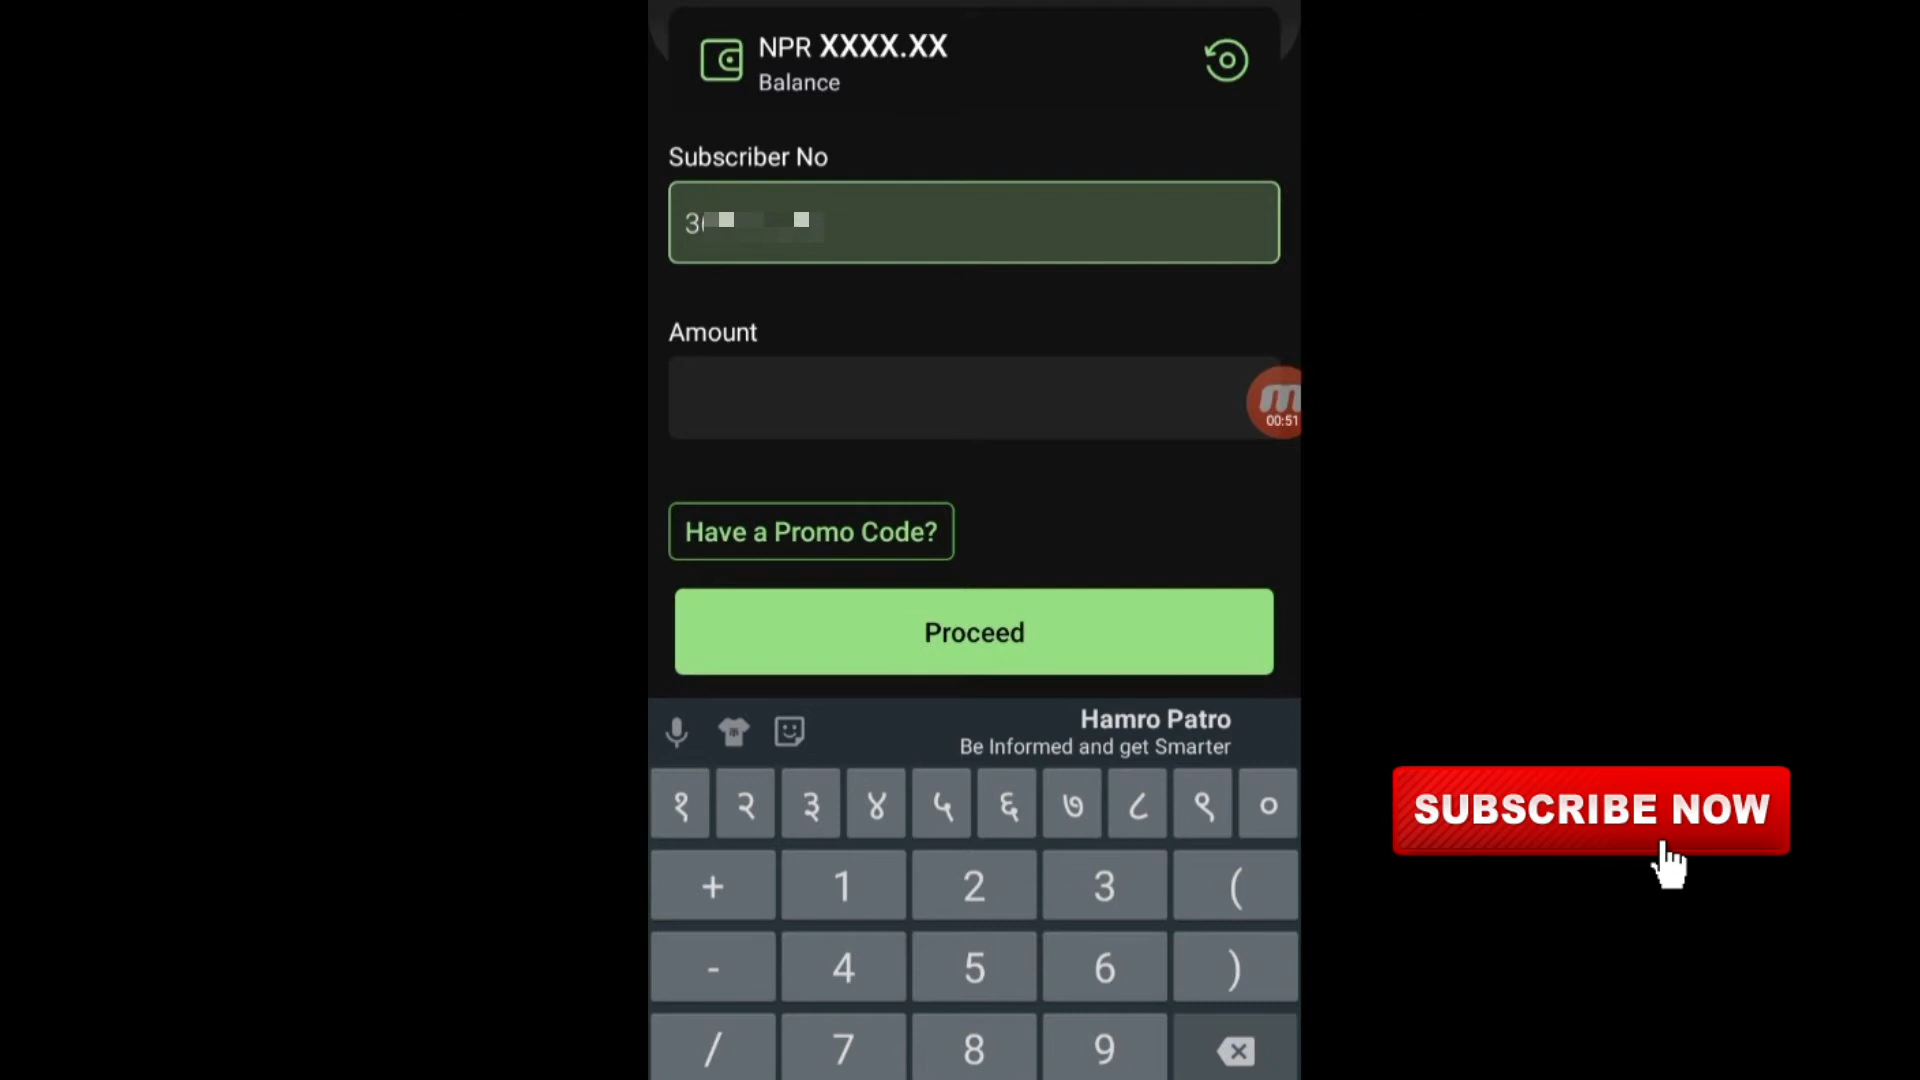 NPR XXXX.XX
Balance
Subscriber No
3
Amount
00:51
Have a Promo Code?
Proceed
Hamro Patro
Be Informed and get Smarter
१ २ ३ ४ ५ ६ ७ ८ ९ ०
+ 1 2 3 (
- 4 5 6 )
/ 7 8 9
SUBSCRIBE NOW